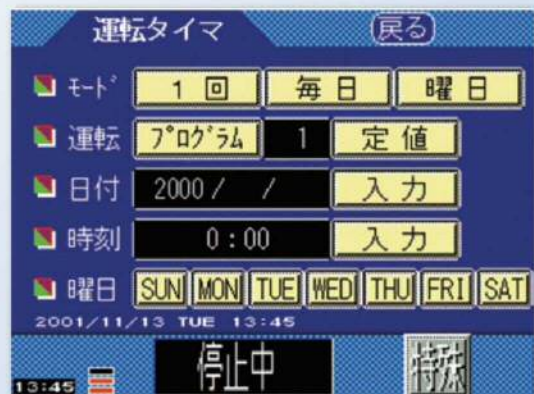 運転タイマ 戻る
モード 1回 毎日 曜日
運転 プログラム 1 定値
日付 2000/ / 入力
時刻 0:00 入力
曜日 SUN MON TUE WED THU FRI SAT
2001/11/13 TUE 13:45
13:45 停止中 特殊